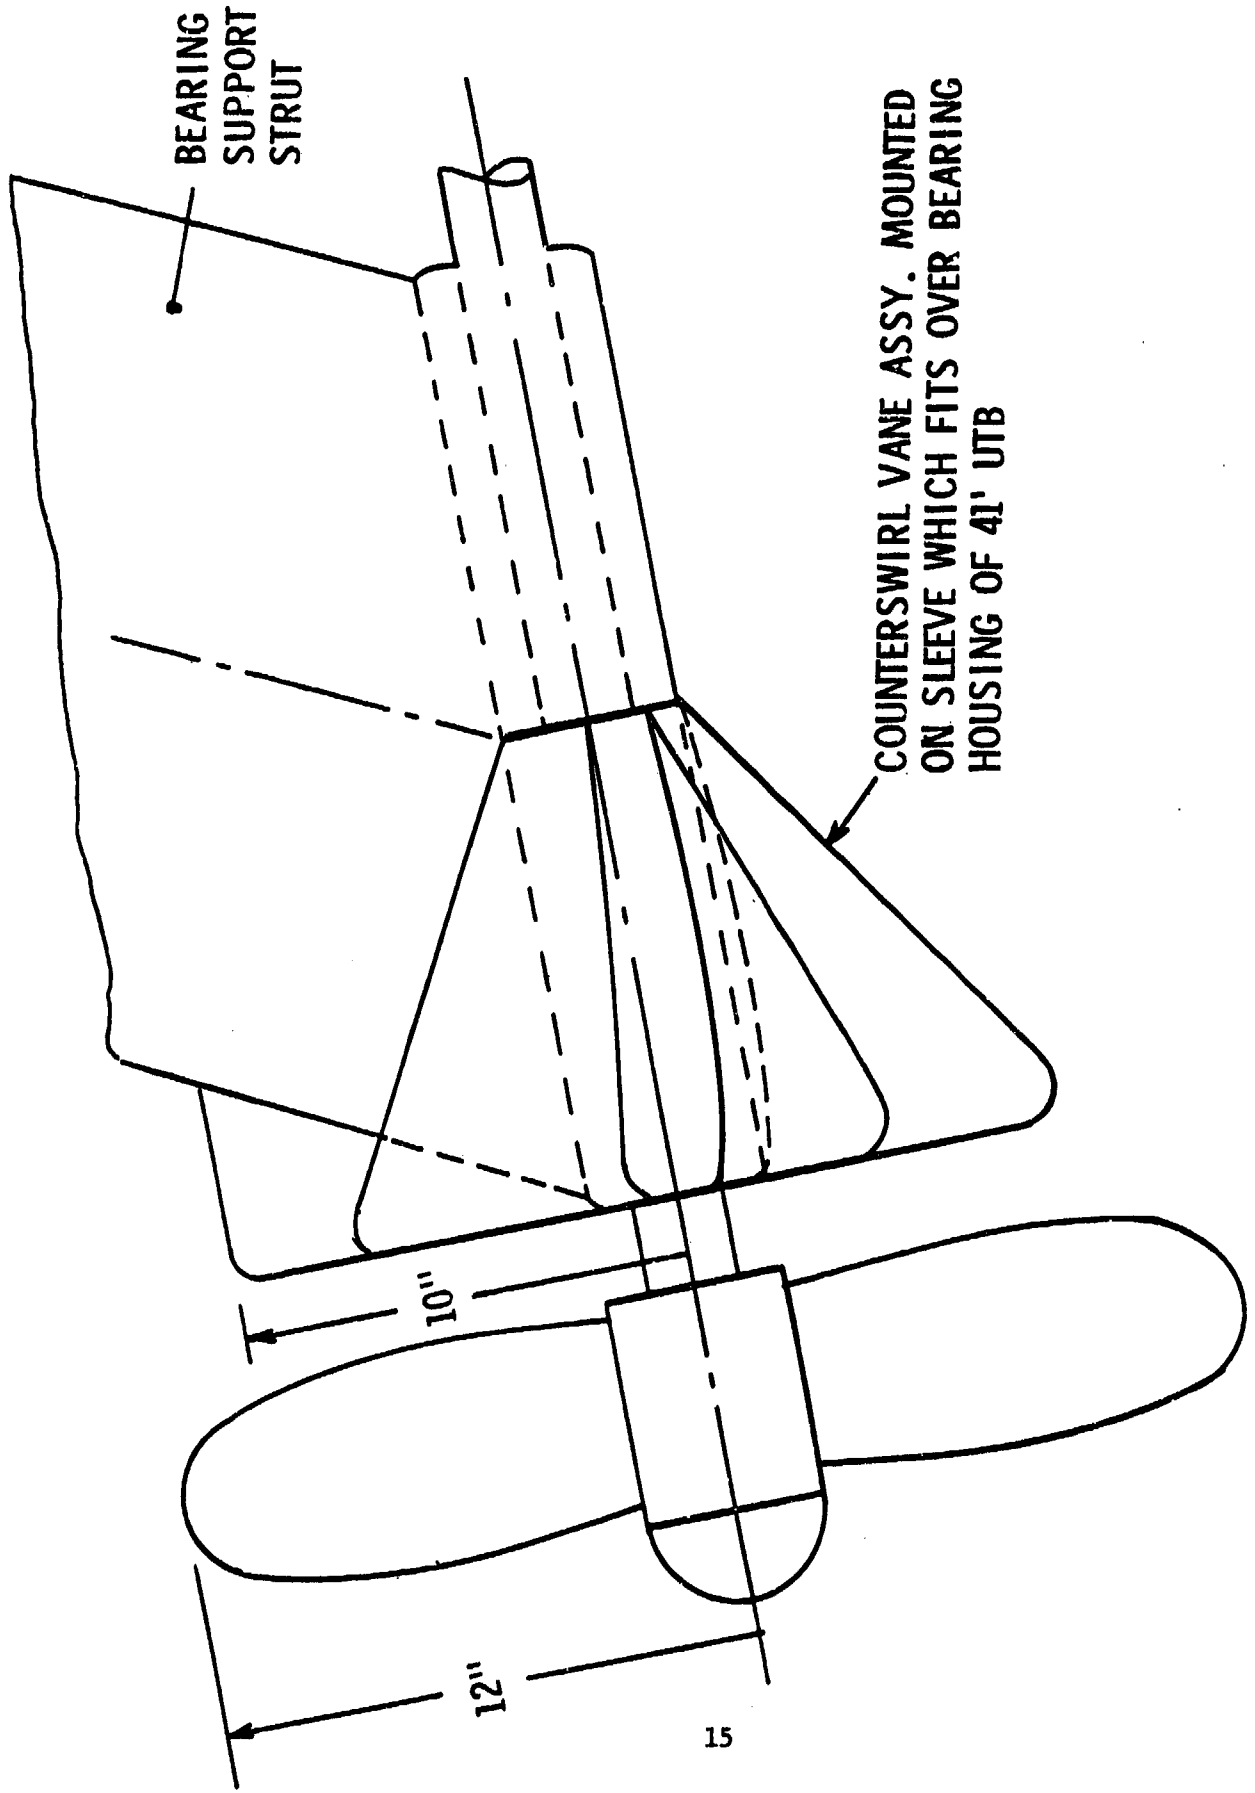 BEARING
SUPPORT
STRUT
COUNTERSWIRL VANE ASSY. MOUNTED
ON SLEEVE WHICH FITS OVER BEARING
HOUSING OF 41' UTB
10"
12"
15